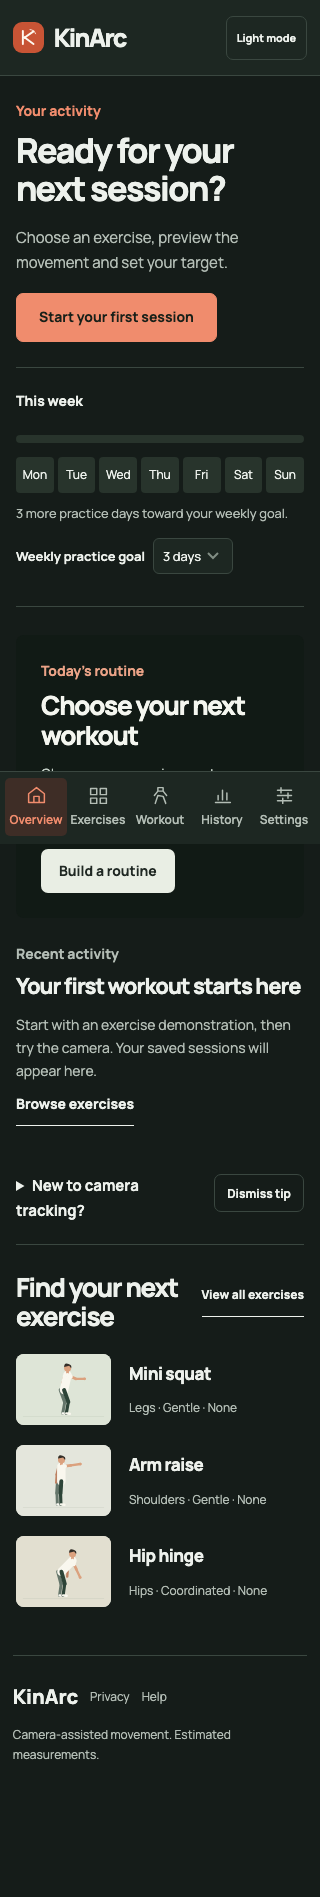 KinArc
Light mode
Your activity
Ready for your
next session?
Choose an exercise, preview the
movement and set your target.
Start your first session
This week
Mon Tue Wed Thu Fri Sat Sun
3 more practice days toward your weekly goal.
Weekly practice goal 3 days
Today's routine
Choose your next
workout
Overview Exercises Workout History Settings
Build a routine
Recent activity
Your first workout starts here
Start with an exercise demonstration, then
try the camera. Your saved sessions will
appear here.
Browse exercises
New to camera
tracking?
Dismiss tip
Find your next
exercise
View all exercises
Mini squat
Legs · Gentle · None
Arm raise
Shoulders · Gentle · None
Hip hinge
Hips · Coordinated · None
KinArc Privacy Help
Camera-assisted movement. Estimated
measurements.